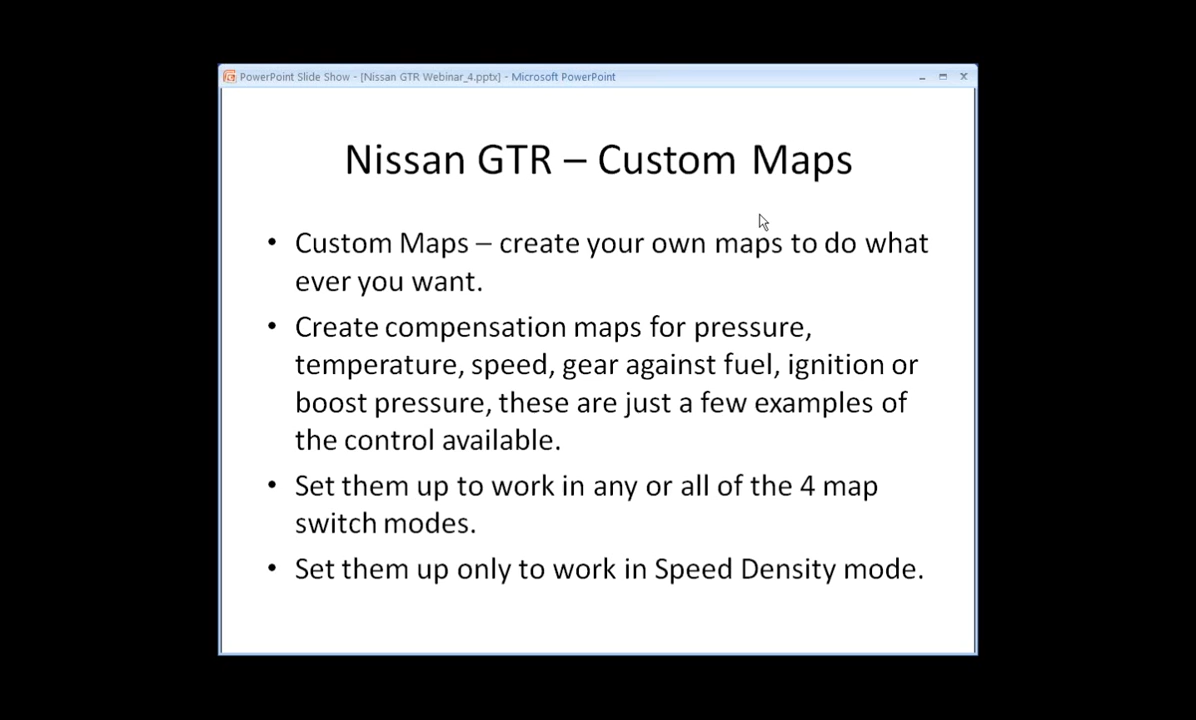 PowerPoint Slide Show - [Nissan GTR Webinar_4.pptx] - Microsoft PowerPoint
Nissan GTR – Custom Maps
• Custom Maps – create your own maps to do what
ever you want.
• Create compensation maps for pressure,
temperature, speed, gear against fuel, ignition or
boost pressure, these are just a few examples of
the control available.
• Set them up to work in any or all of the 4 map
switch modes.
• Set them up only to work in Speed Density mode.